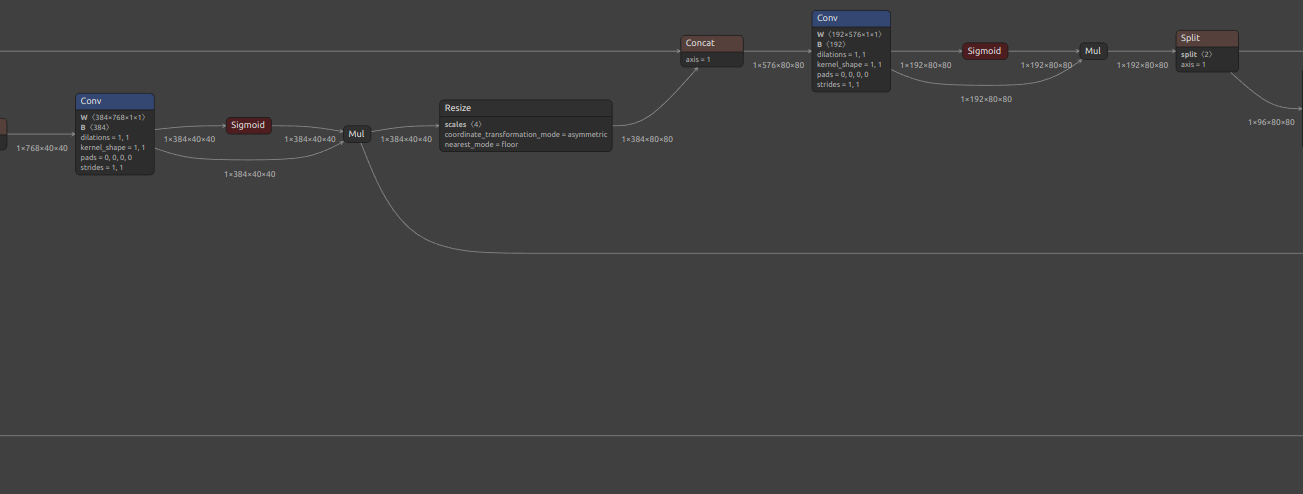 1×768×40×40
Conv
W ⟨384×768×1×1⟩
B ⟨384⟩
dilations = 1, 1
kernel_shape = 1, 1
pads = 0, 0, 0, 0
strides = 1, 1
1×384×40×40
Sigmoid
1×384×40×40
1×384×40×40
Mul
1×384×40×40
Resize
scales ⟨4⟩
coordinate_transformation_mode = asymmetric
nearest_mode = floor
1×384×80×80
Concat
axis = 1
1×576×80×80
Conv
W ⟨192×576×1×1⟩
B ⟨192⟩
dilations = 1, 1
kernel_shape = 1, 1
pads = 0, 0, 0, 0
strides = 1, 1
1×192×80×80
Sigmoid
1×192×80×80
1×192×80×80
Mul
1×192×80×80
Split
split ⟨2⟩
axis = 1
1×96×80×80